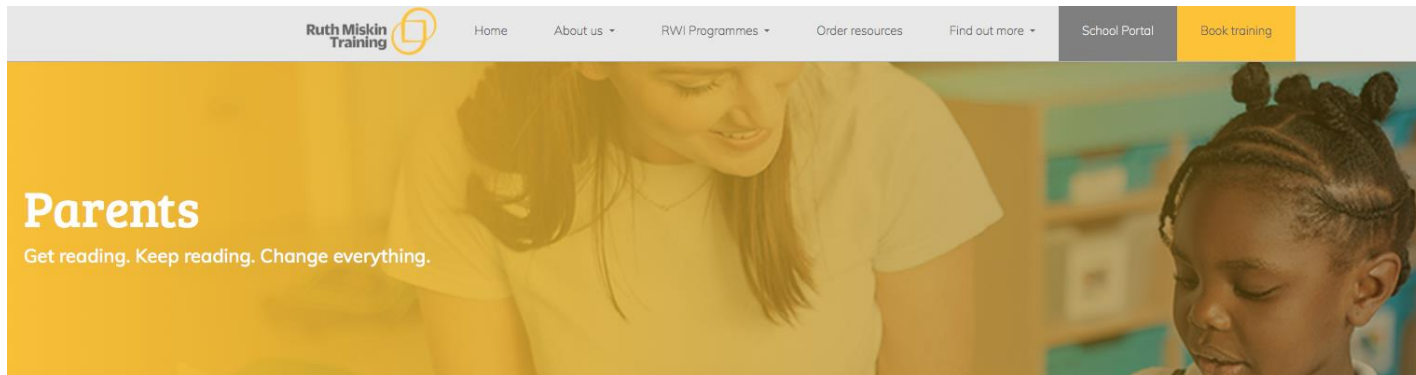 Ruth Miskin
Training
Home
About us
RWI Programmes
Order resources
Find out more
School Portal
Book training
Parents
Get reading. Keep reading. Change everything.